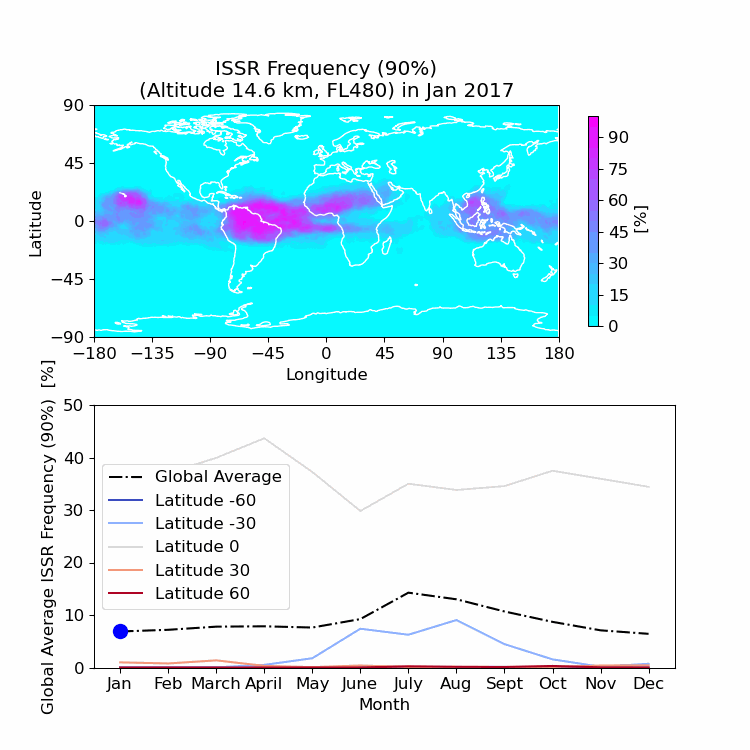 ISSR Frequency (90%)
(Altitude 14.6 km, FL480) in Jan 2017
90
45
0
−45
−90
Latitude
−180 −135 −90 −45 0 45 90 135 180
Longitude
90
75
60
45
30
15
0
[%]
Global Average ISSR Frequency (90%) [%]
50
40
30
20
10
0
Global Average
Latitude -60
Latitude -30
Latitude 0
Latitude 30
Latitude 60
Jan Feb March April May June July Aug Sept Oct Nov Dec
Month